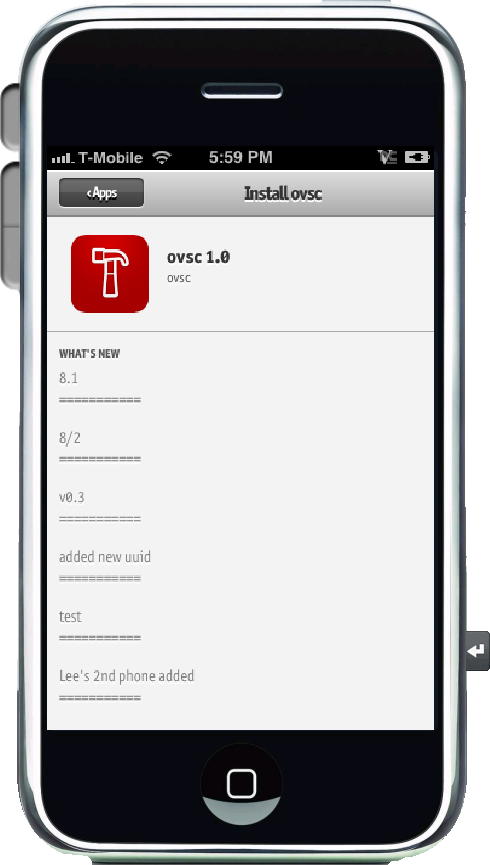 T-Mobile 5:59 PM
‹Apps Install ovsc
ovsc 1.0
ovsc
WHAT'S NEW
8.1
===========
8/2
===========
v0.3
===========
added new uuid
===========
test
===========
Lee's 2nd phone added
===========